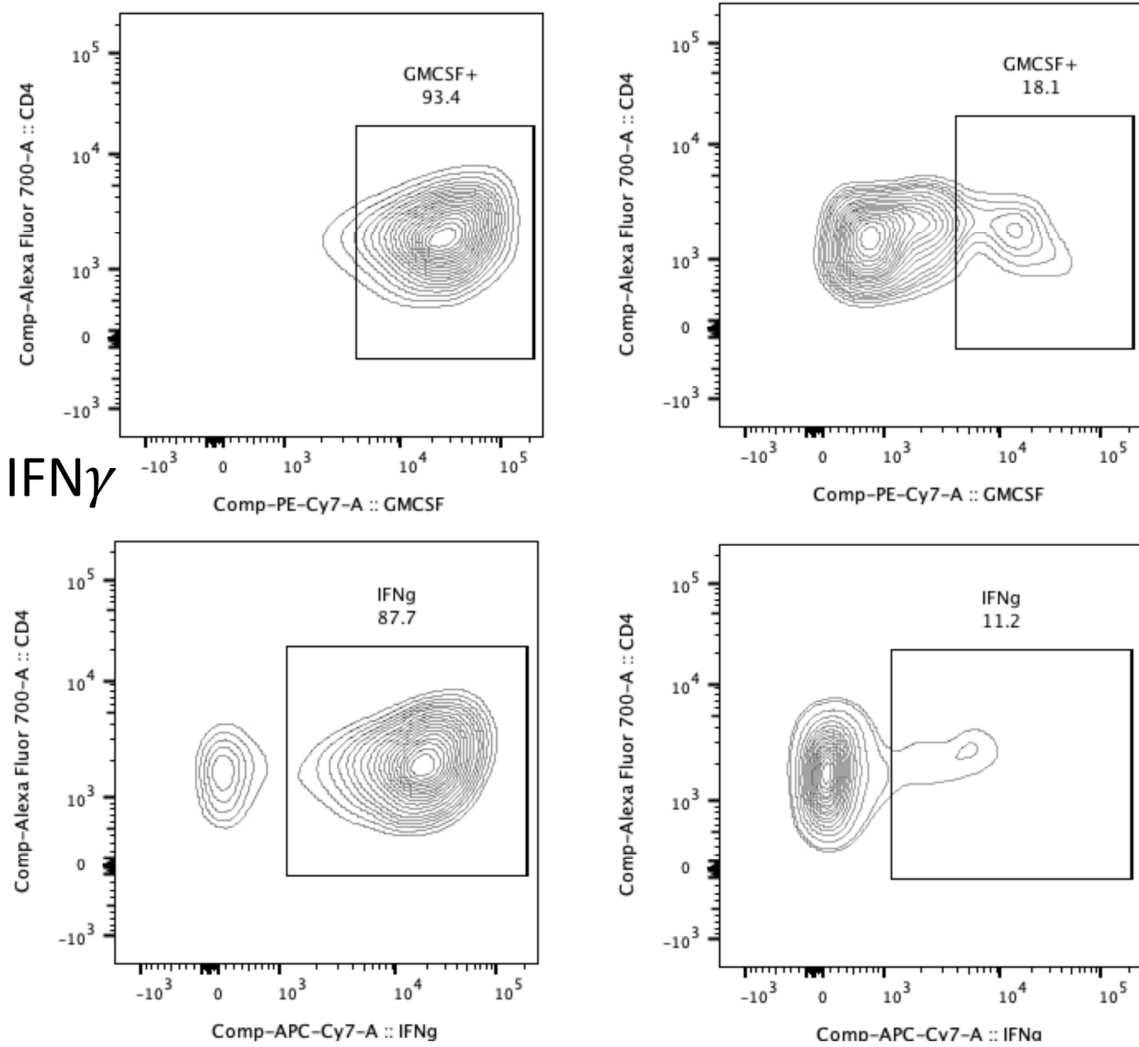 GMCSF+
93.4
Comp-Alexa Fluor 700-A :: CD4
10^5
10^4
10^3
0
-10^3
-10^3 0 10^3 10^4 10^5
Comp-PE-Cy7-A :: GMCSF
GMCSF+
18.1
Comp-Alexa Fluor 700-A :: CD4
10^5
10^4
10^3
0
-10^3
-10^3 0 10^3 10^4 10^5
Comp-PE-Cy7-A :: GMCSF
IFNγ
IFNg
87.7
Comp-Alexa Fluor 700-A :: CD4
10^5
10^4
10^3
0
-10^3
-10^3 0 10^3 10^4 10^5
Comp-APC-Cy7-A :: IFNg
IFNg
11.2
Comp-Alexa Fluor 700-A :: CD4
10^5
10^4
10^3
0
-10^3
-10^3 0 10^3 10^4 10^5
Comp-APC-Cy7-A :: IFNg